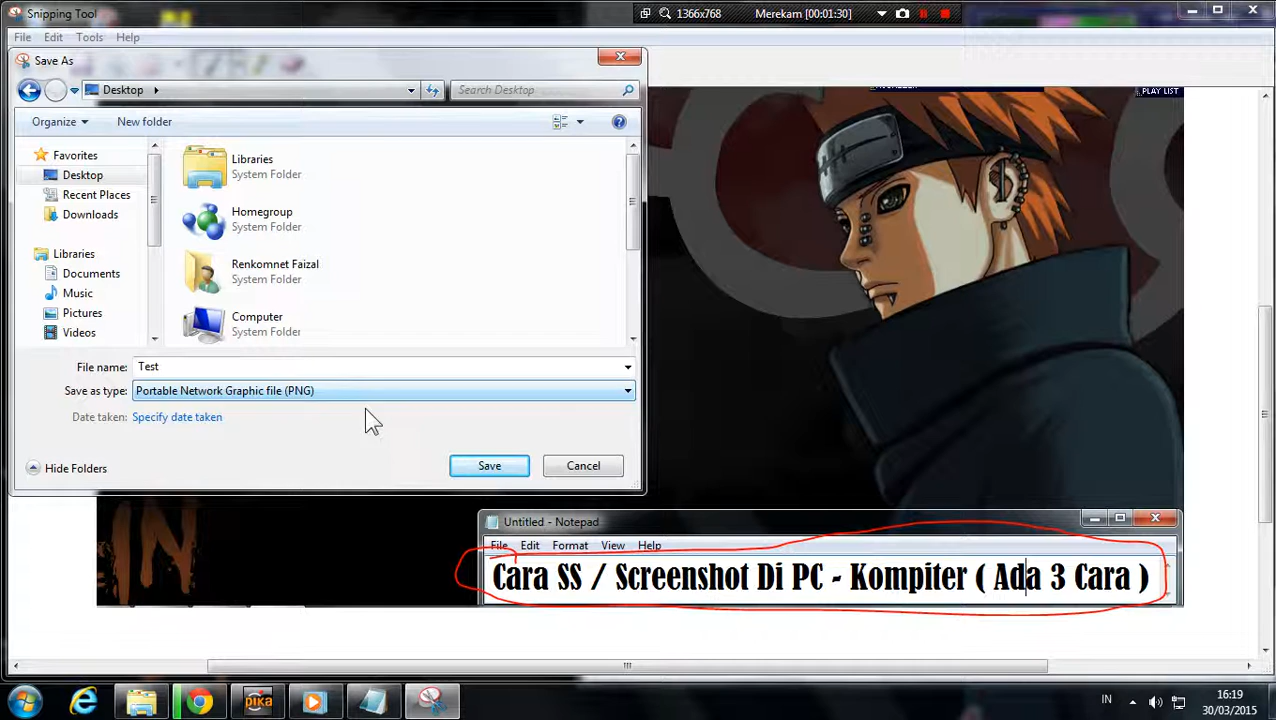 Snipping Tool
1366x768
Merekam [00:01:30]
File Edit Tools Help
Save As
Desktop
Search Desktop
Organize
New folder
Favorites
Desktop
Recent Places
Downloads
Libraries
Documents
Music
Pictures
Videos
Libraries
System Folder
Homegroup
System Folder
Renkomnet Faizal
System Folder
Computer
System Folder
File name: Test
Save as type: Portable Network Graphic file (PNG)
Date taken: Specify date taken
Hide Folders
Save
Cancel
PLAY LIST
IN
Untitled - Notepad
File Edit Format View Help
Cara SS / Screenshot Di PC - Kompiter ( Ada 3 Cara )
pika
IN
16:19
30/03/2015